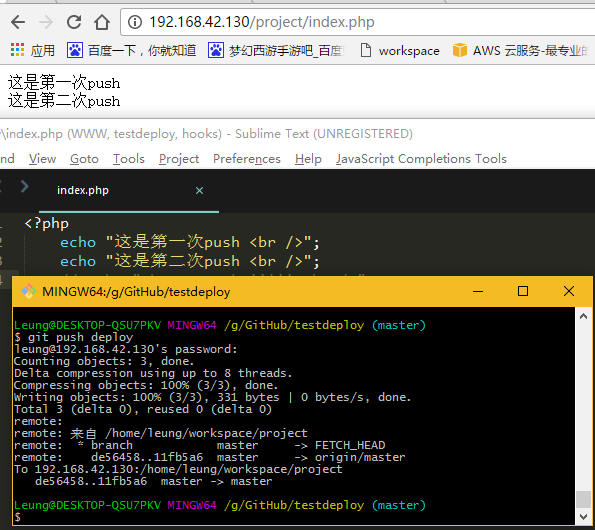 192.168.42.130/project/index.php
应用 百度一下，你就知道 梦幻西游手游吧_百度 workspace AWS 云服务-最专业的
这是第一次push
这是第二次push
\index.php (WWW, testdeploy, hooks) - Sublime Text (UNREGISTERED)
nd View Goto Tools Project Preferences Help JavaScript Completions Tools
index.php ×
1 <?php
2 echo "这是第一次push <br />";
3 echo "这是第二次push <br />";
4
MINGW64:/g/GitHub/testdeploy
Leung@DESKTOP-QSU7PKV MINGW64 /g/GitHub/testdeploy (master)
$ git push deploy
leung@192.168.42.130's password:
Counting objects: 3, done.
Delta compression using up to 8 threads.
Compressing objects: 100% (3/3), done.
Writing objects: 100% (3/3), 331 bytes | 0 bytes/s, done.
Total 3 (delta 0), reused 0 (delta 0)
remote:
remote: 来自 /home/leung/workspace/project
remote: * branch master -> FETCH_HEAD
remote: de56458..11fb5a6 master -> origin/master
To 192.168.42.130:/home/leung/workspace/project
de56458..11fb5a6 master -> master
Leung@DESKTOP-QSU7PKV MINGW64 /g/GitHub/testdeploy (master)
$